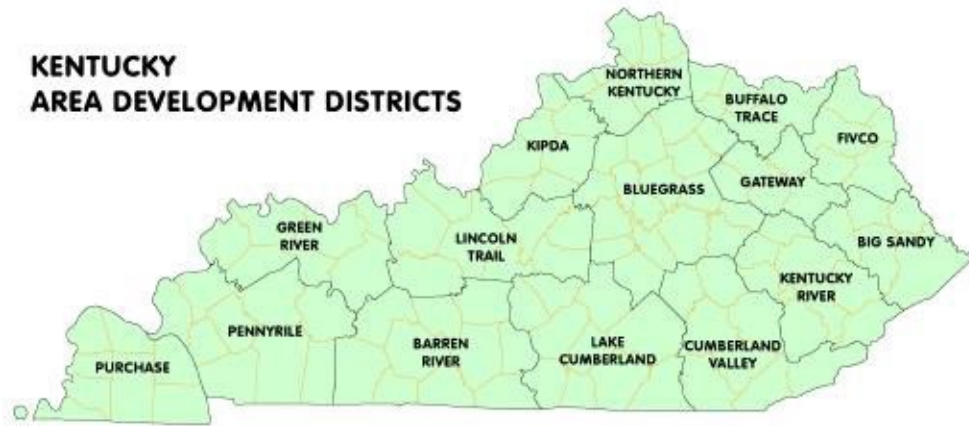 KENTUCKY
AREA DEVELOPMENT DISTRICTS
NORTHERN
KENTUCKY
BUFFALO
TRACE
FIVCO
KIPDA
BLUEGRASS
GATEWAY
GREEN
RIVER
LINCOLN
TRAIL
BIG SANDY
KENTUCKY
RIVER
PENNYRILE
BARREN
RIVER
LAKE
CUMBERLAND
CUMBERLAND
VALLEY
PURCHASE